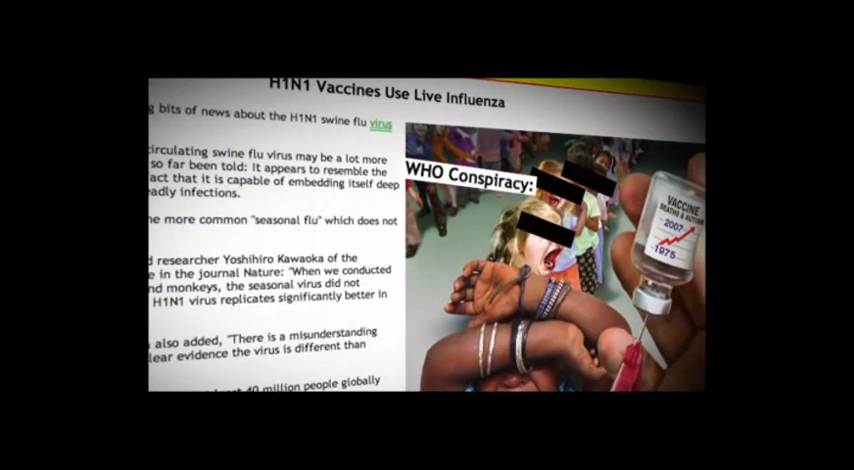 H1N1 Vaccines Use Live Influenza
g bits of news about the H1N1 swine flu virus
circulating swine flu virus may be a lot more
so far been told: It appears to resemble the
act that it is capable of embedding itself deep
eadly infections.
he more common "seasonal flu" which does not
d researcher Yoshihiro Kawaoka of the
e in the journal Nature: "When we conducted
nd monkeys, the seasonal virus did not
H1N1 virus replicates significantly better in
also added, "There is a misunderstanding
lear evidence the virus is different than
40 million people globally
WHO Conspiracy:
VACCINE
DEATHS & AUTISM
2007
1975